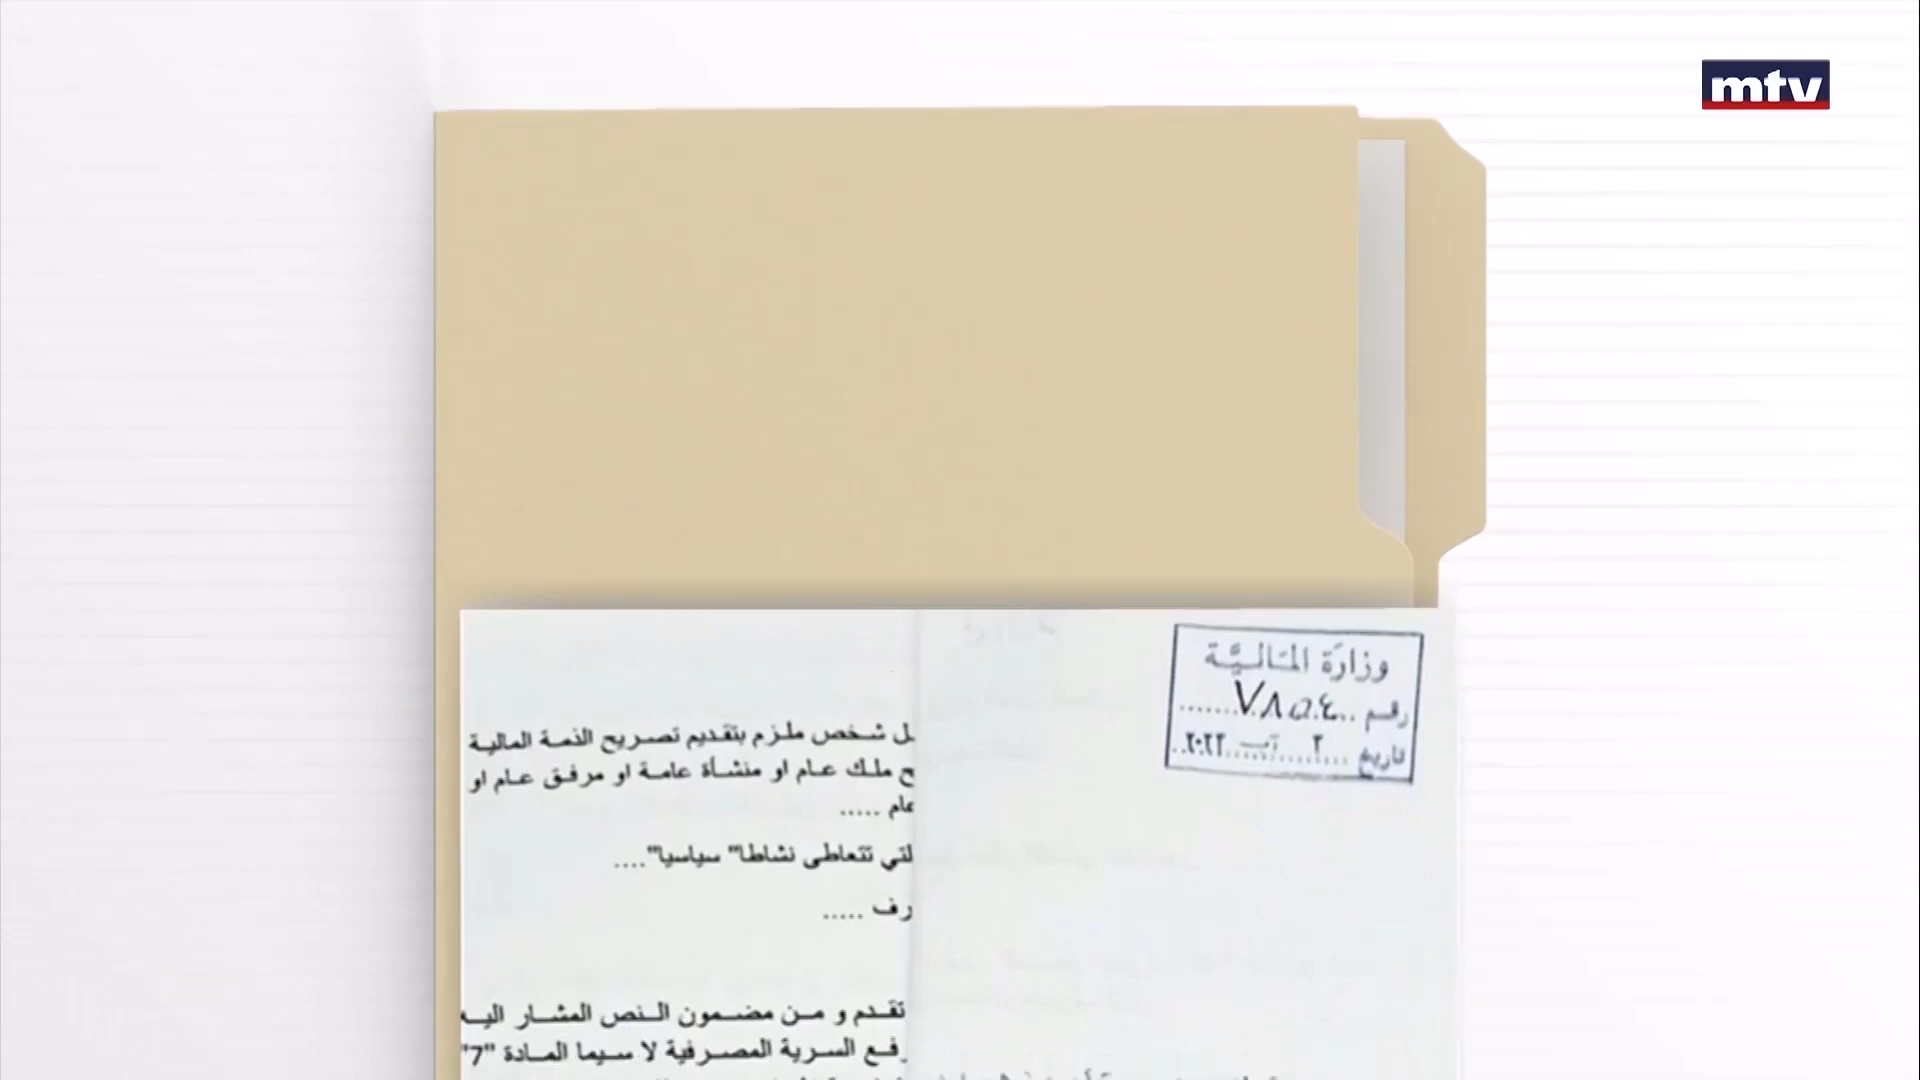 mtv
وزارة المالية
رقم ..٧٨٥٤.......
تاريخ ......٢ آب ٢٠٢٢..
شخص ملزم بتقديم تصريح الذمة المالية
ملك عام او منشأة عامة او مرفق عام او
عام .....
لتي تتعاطى نشاطا" سياسيا"....
رف .....
تقدم و من مضمون النص المشار اليه
رفع السرية المصرفية لا سيما المادة "7"